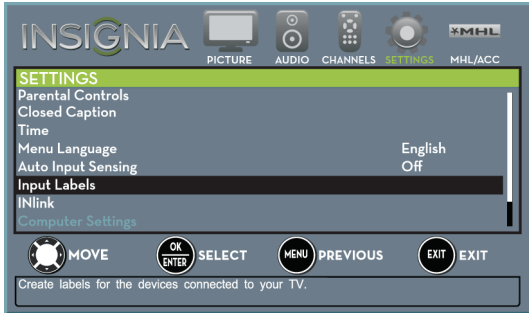 INSIGNIA
PICTURE AUDIO CHANNELS SETTINGS MHL/ACC
MHL
SETTINGS
Parental Controls
Closed Caption
Time
Menu Language English
Auto Input Sensing Off
Input Labels
INlink
Computer Settings
MOVE OK ENTER SELECT MENU PREVIOUS EXIT EXIT
Create labels for the devices connected to your TV.